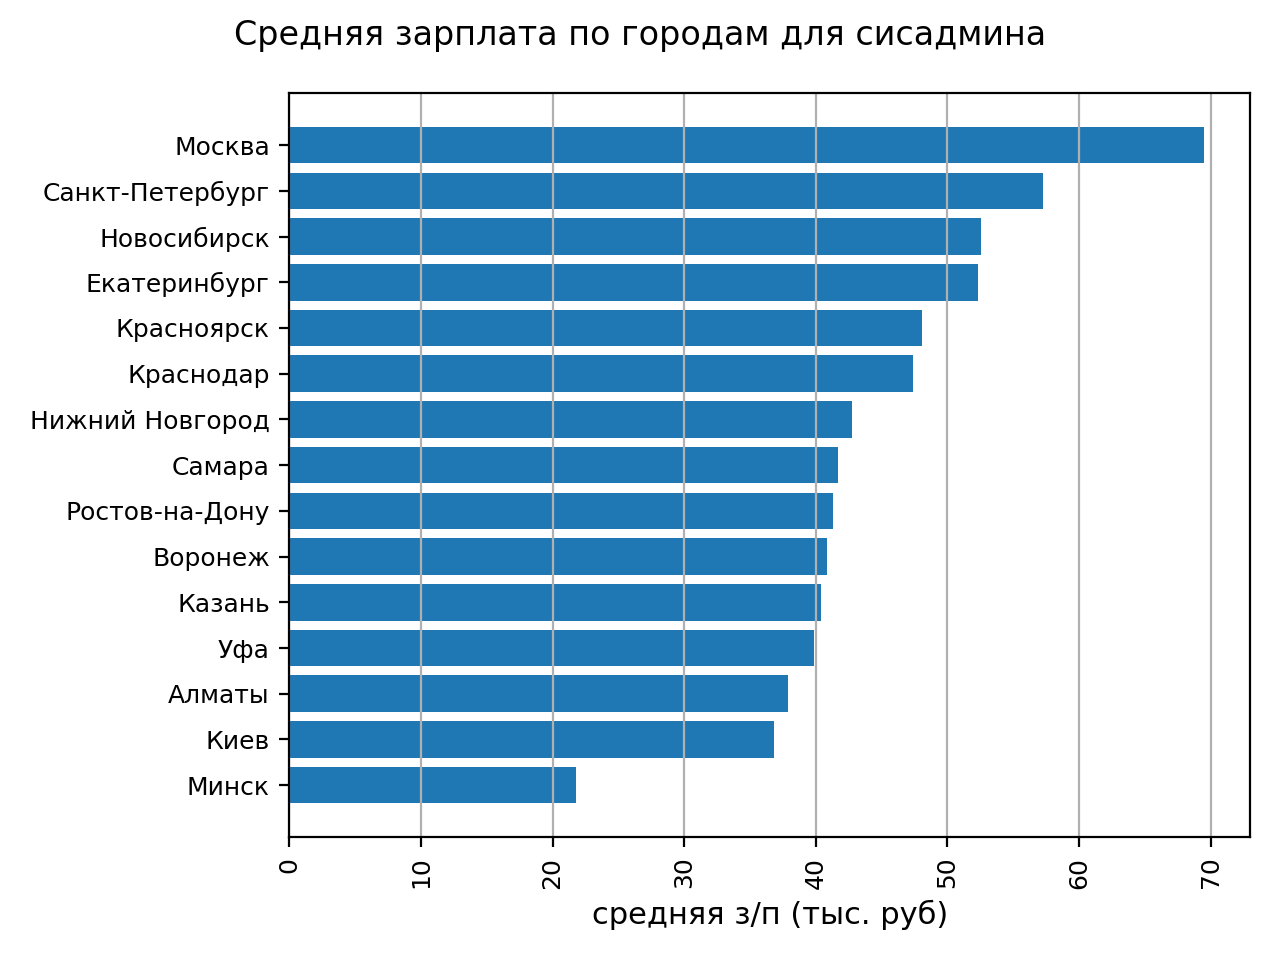 Средняя зарплата по городам для сисадмина
Москва
Санкт-Петербург
Новосибирск
Екатеринбург
Красноярск
Краснодар
Нижний Новгород
Самара
Ростов-на-Дону
Воронеж
Казань
Уфа
Алматы
Киев
Минск
0 10 20 30 40 50 60 70
средняя з/п (тыс. руб)